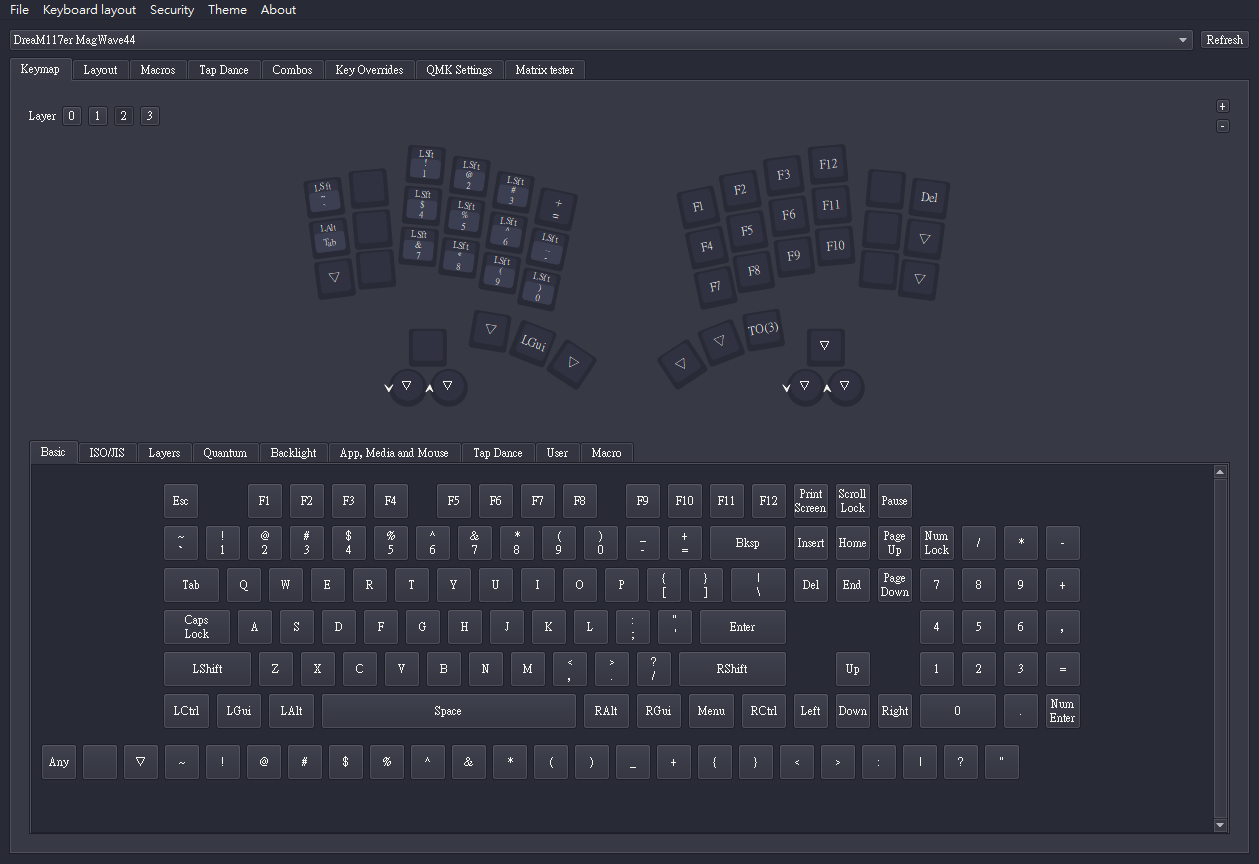 File Keyboard layout Security Theme About
DreaM117er MagWave44 Refresh
Keymap Layout Macros Tap Dance Combos Key Overrides QMK Settings Matrix tester
Layer 0 1 2 3
+
-
LSft ~ ` LSft ! 1 LSft @ 2 LSft # 3 + =
LAlt Tab LSft $ 4 LSft % 5 LSft ^ 6 LSft _ -
▽ LSft & 7 LSft * 8 LSft ( 9 LSft ) 0
F1 F2 F3 F12 Del
F4 F5 F6 F11 ▽
F7 F8 F9 F10 ▽
▽ LGui ▷ ◁ ▽ TO(3) ▽
▽ ▽ ▽ ▽
Basic ISO/JIS Layers Quantum Backlight App, Media and Mouse Tap Dance User Macro
Esc F1 F2 F3 F4 F5 F6 F7 F8 F9 F10 F11 F12 Print Screen Scroll Lock Pause
~ ` ! 1 @ 2 # 3 $ 4 % 5 ^ 6 & 7 * 8 ( 9 ) 0 _ - + = Bksp Insert Home Page Up Num Lock / * -
Tab Q W E R T Y U I O P { [ } ] | \ Del End Page Down 7 8 9 +
Caps Lock A S D F G H J K L : ; " ' Enter 4 5 6 ,
LShift Z X C V B N M < , > . ? / RShift Up 1 2 3 =
LCtrl LGui LAlt Space RAlt RGui Menu RCtrl Left Down Right 0 . Num Enter
Any ▽ ~ ! @ # $ % ^ & * ( ) _ + { } < > : | ? "